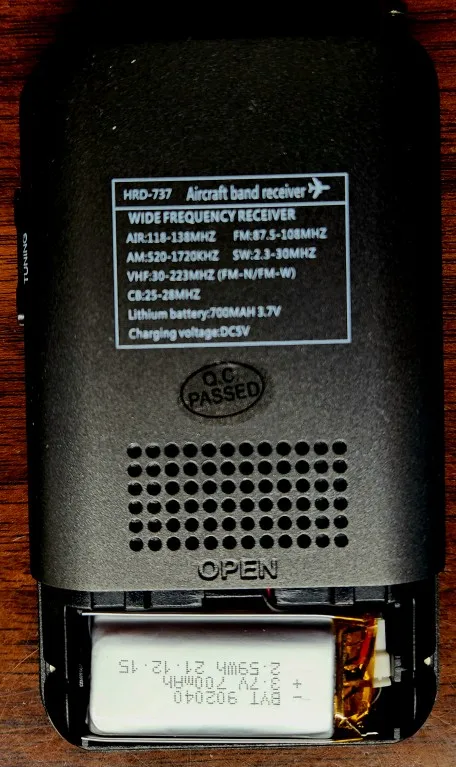 HRD-737 Aircraft band receiver
WIDE FREQUENCY RECEIVER
AIR:118-138MHZ FM:87.5-108MHZ
AM:520-1720KHZ SW:2.3-30MHZ
VHF:30-223MHZ (FM-N/FM-W)
CB:25-28MHZ
Lithium battery:700MAH 3.7V
Charging voltage:DC5V
TUNING
Q.C.
PASSED
OPEN
BYT 902040 -
3.7V 700mAh +
2.59Wh 21.12.15